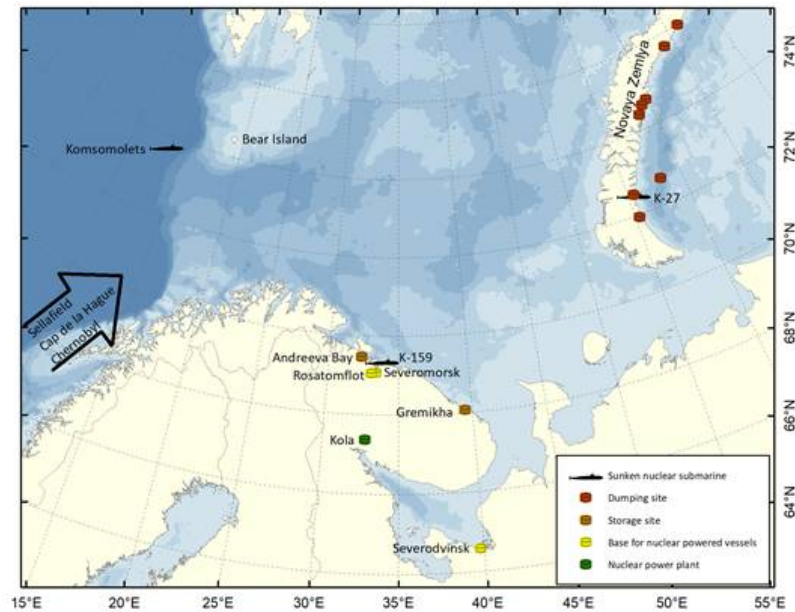 Novaya Zemlya
Bear Island
Komsomolets
K-27
Sellafield
Cap de la Hague
Chernobyl
Andreeva Bay
K-159
Rosatomflot
Severomorsk
Gremikha
Kola
Severodvinsk
Sunken nuclear submarine
Dumping site
Storage site
Base for nuclear powered vessels
Nuclear power plant
74°N
72°N
70°N
68°N
66°N
64°N
15°E
20°E
25°E
30°E
35°E
40°E
45°E
50°E
55°E